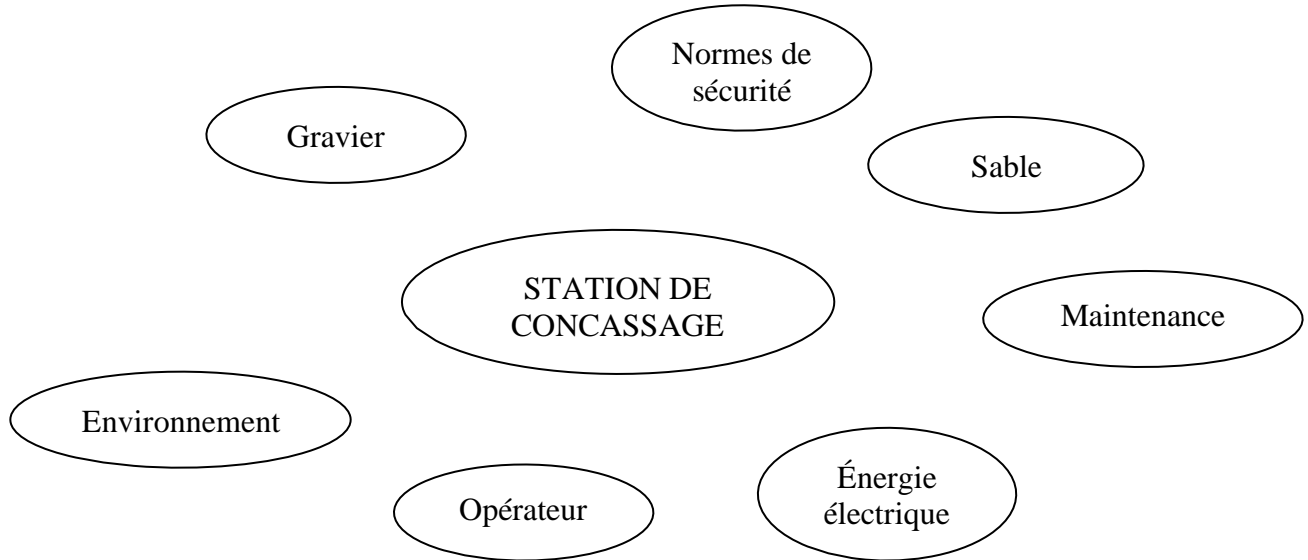 Normes de
sécurité
Gravier
Sable
STATION DE
CONCASSAGE
Maintenance
Environnement
Énergie
électrique
Opérateur